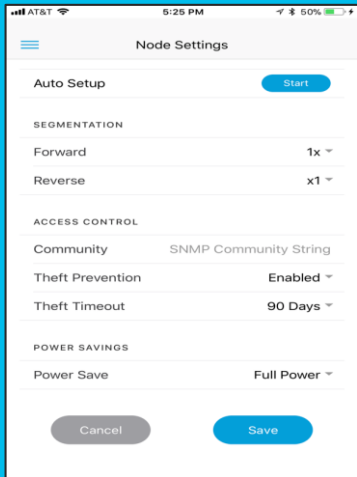 AT&T 5:25 PM 50%
Node Settings
Auto Setup Start
SEGMENTATION
Forward 1x
Reverse x1
ACCESS CONTROL
Community SNMP Community String
Theft Prevention Enabled
Theft Timeout 90 Days
POWER SAVINGS
Power Save Full Power
Cancel Save